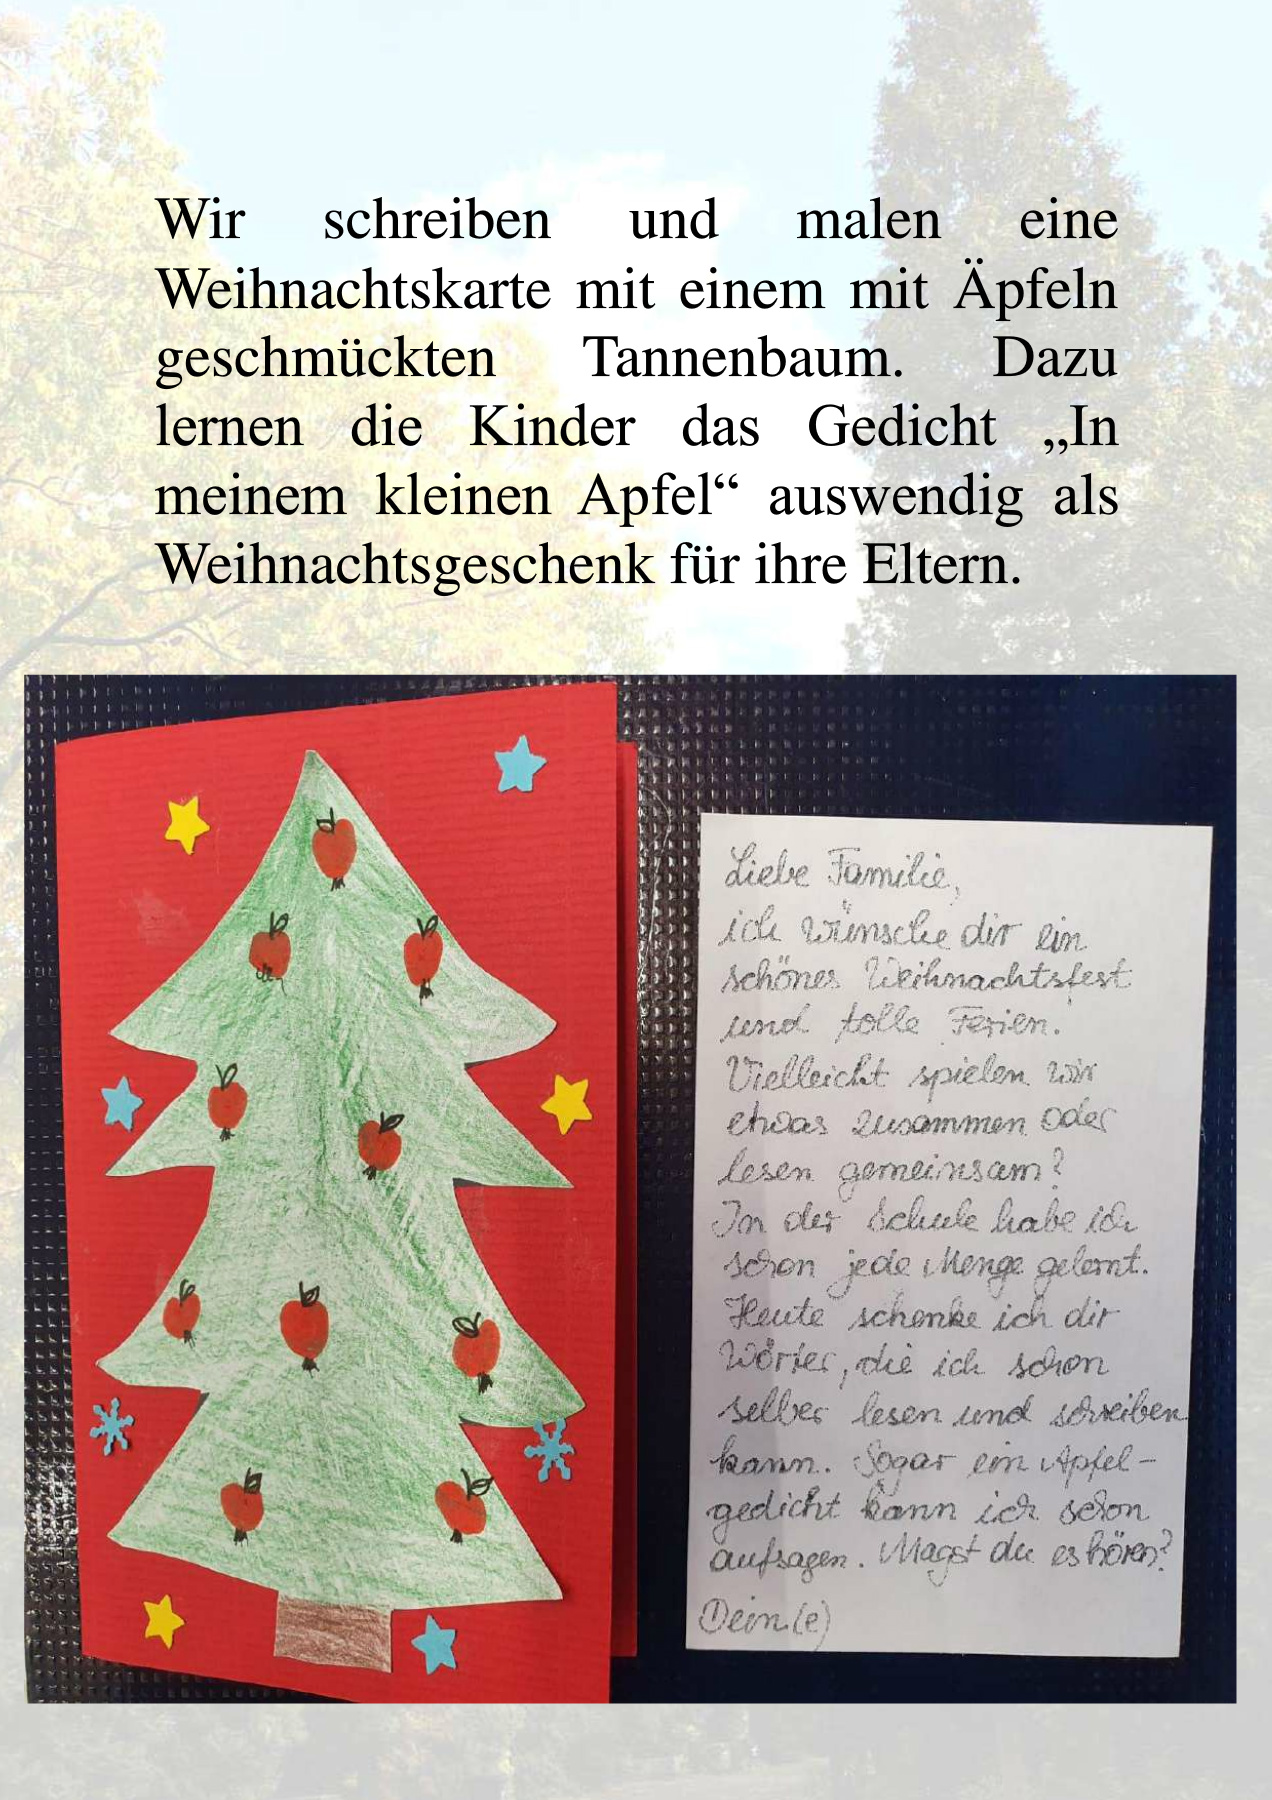 Wir schreiben und malen eine
Weihnachtskarte mit einem mit Äpfeln
geschmückten Tannenbaum. Dazu
lernen die Kinder das Gedicht „In
meinem kleinen Apfel“ auswendig als
Weihnachtsgeschenk für ihre Eltern.
Liebe Familie,
ich wünsche dir ein
schönes Weihnachtsfest
und tolle Ferien.
Vielleicht spielen wir
etwas zusammen oder
lesen gemeinsam?
In der Schule habe ich
schon jede Menge gelernt.
Heute schenke ich dir
Wörter, die ich schon
selber lesen und schreiben
kann. Sogar ein Apfel-
gedicht kann ich schon
aufsagen. Magst du es hören?
Dein(e)